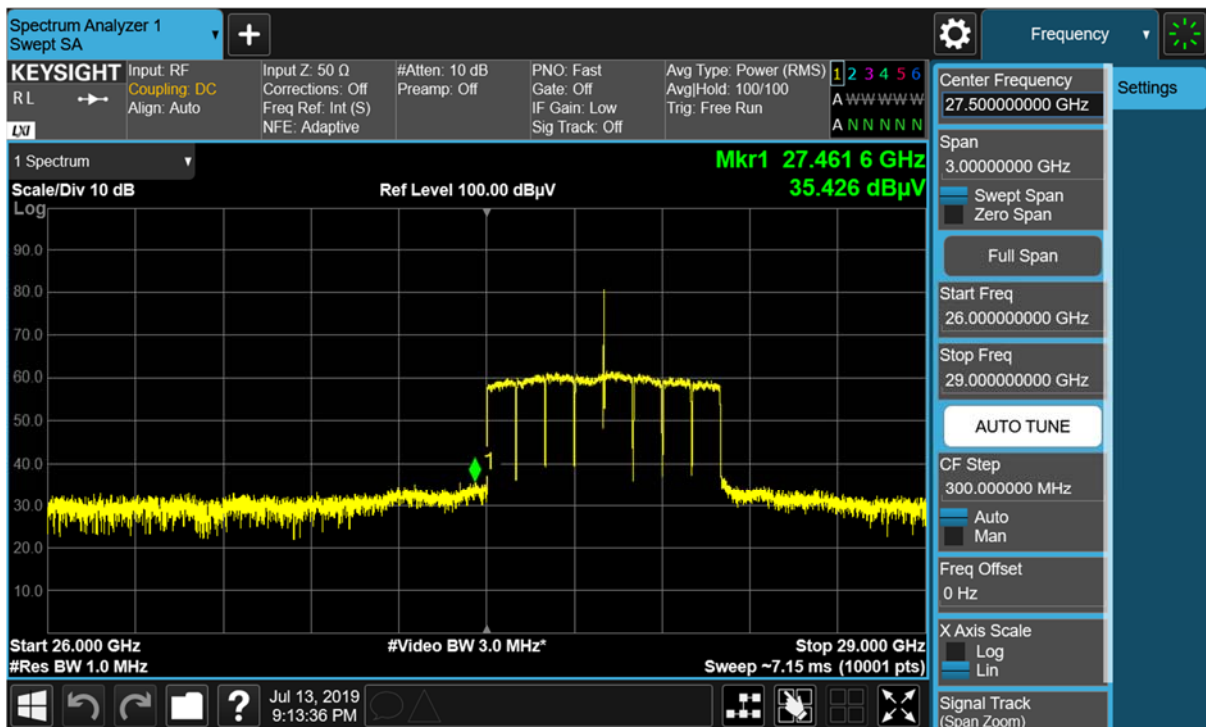 Spectrum Analyzer 1
Swept SA
Frequency
KEYSIGHT
R L
LXI
Input: RF
Coupling: DC
Align: Auto
Input Z: 50 Ω
Corrections: Off
Freq Ref: Int (S)
NFE: Adaptive
#Atten: 10 dB
Preamp: Off
PNO: Fast
Gate: Off
IF Gain: Low
Sig Track: Off
Avg Type: Power (RMS)
Avg|Hold: 100/100
Trig: Free Run
1 2 3 4 5 6
A W W W W W
A N N N N N
1 Spectrum
Mkr1 27.461 6 GHz
35.426 dBµV
Scale/Div 10 dB
Ref Level 100.00 dBµV
Log
90.0
80.0
70.0
60.0
50.0
40.0
30.0
20.0
10.0
1
Start 26.000 GHz
#Video BW 3.0 MHz*
Stop 29.000 GHz
#Res BW 1.0 MHz
Sweep ~7.15 ms (10001 pts)
?
Jul 13, 2019
9:13:36 PM
Center Frequency
27.500000000 GHz
Span
3.00000000 GHz
Swept Span
Zero Span
Full Span
Start Freq
26.000000000 GHz
Stop Freq
29.000000000 GHz
AUTO TUNE
CF Step
300.000000 MHz
Auto
Man
Freq Offset
0 Hz
X Axis Scale
Log
Lin
Signal Track
(Span Zoom)
Settings